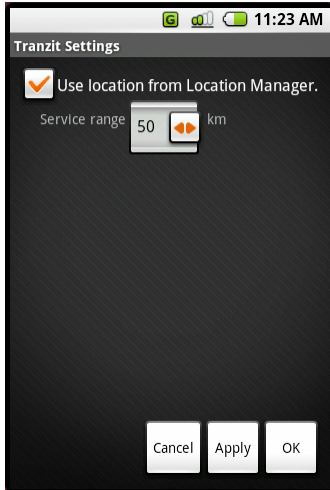 G 11:23 AM
Tranzit Settings
Use location from Location Manager.
Service range 50 km
Cancel Apply OK